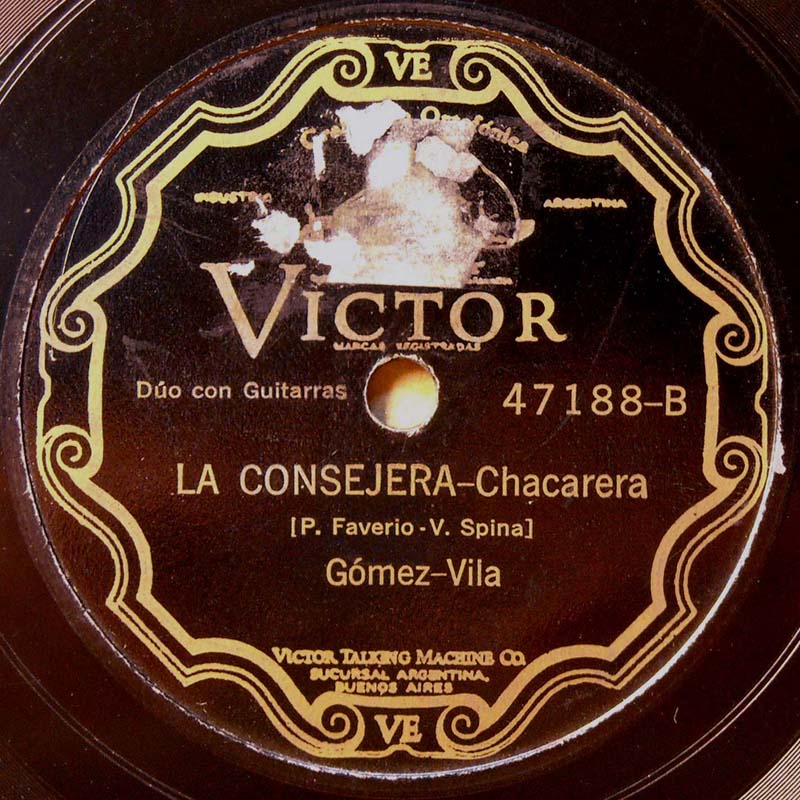 VE
Ortofónica
INDUSTRIA ARGENTINA
VICTOR
MARCAS REGISTRADAS
Dúo con Guitarras 47188-B
LA CONSEJERA-Chacarera
[P. Faverio - V. Spina]
Gómez-Vila
VICTOR TALKING MACHINE CO.
SUCURSAL ARGENTINA,
BUENOS AIRES
VE